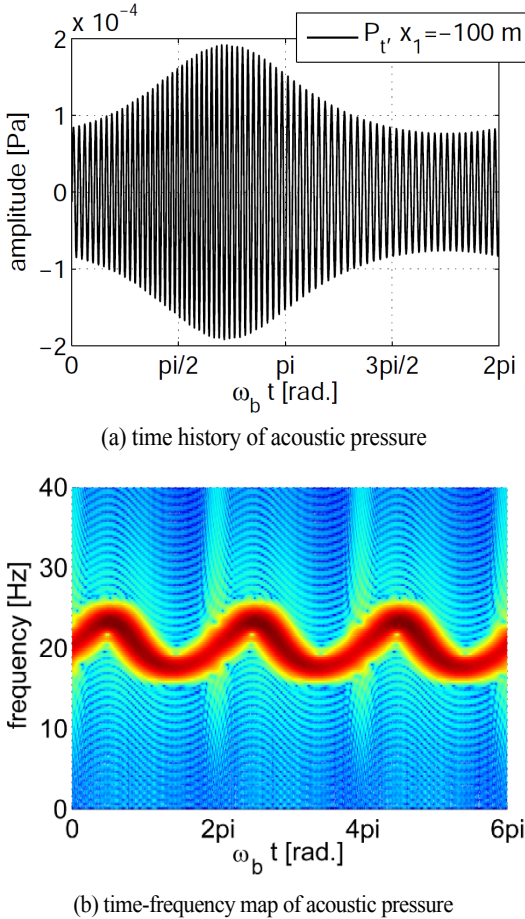 x 10⁻⁴
P_t, x_1=−100 m
2
1
0
−1
−2
amplitude [Pa]
0 pi/2 pi 3pi/2 2pi
ω_b t [rad.]
(a) time history of acoustic pressure
40
30
20
10
0
frequency [Hz]
0 2pi 4pi 6pi
ω_b t [rad.]
(b) time-frequency map of acoustic pressure